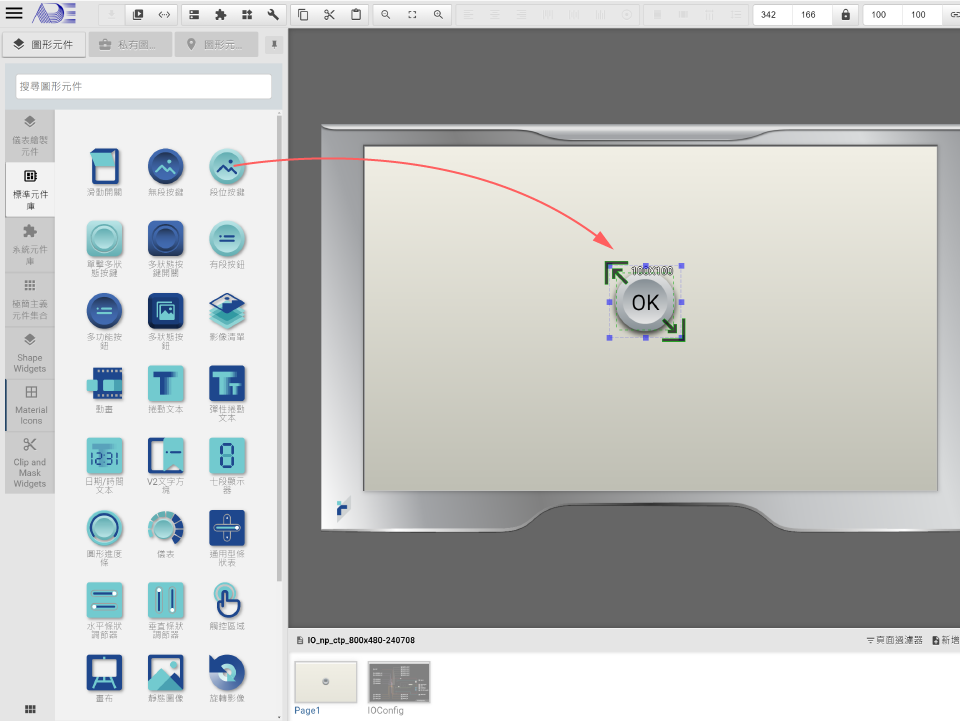 ADE
342
166
100
100
圖形元件
私有圖...
圖形元...
搜尋圖形元件
儀表繪製
元件
標準元件
庫
系統元件
庫
極簡主義
元件集合
Shape
Widgets
Material
Icons
Clip and
Mask
Widgets
滑動開關
無段按鍵
段位按鍵
單擊多狀
態按鍵
多狀態按
鍵開關
有段按鈕
多功能按
鈕
多狀態按
鈕
影像清單
動畫
捲動文本
彈性捲動
文本
日期/時間
文本
V2文字方
塊
七段顯示
器
圖形進度
條
儀表
通用型條
狀表
水平條狀
調節器
垂直條狀
調節器
觸控區域
畫布
靜態圖像
旋轉影像
T
Tt
12:31
8
100X100
OK
IO_np_ctp_800x480-240708
頁面過濾器
新增
Page1
IOConfig